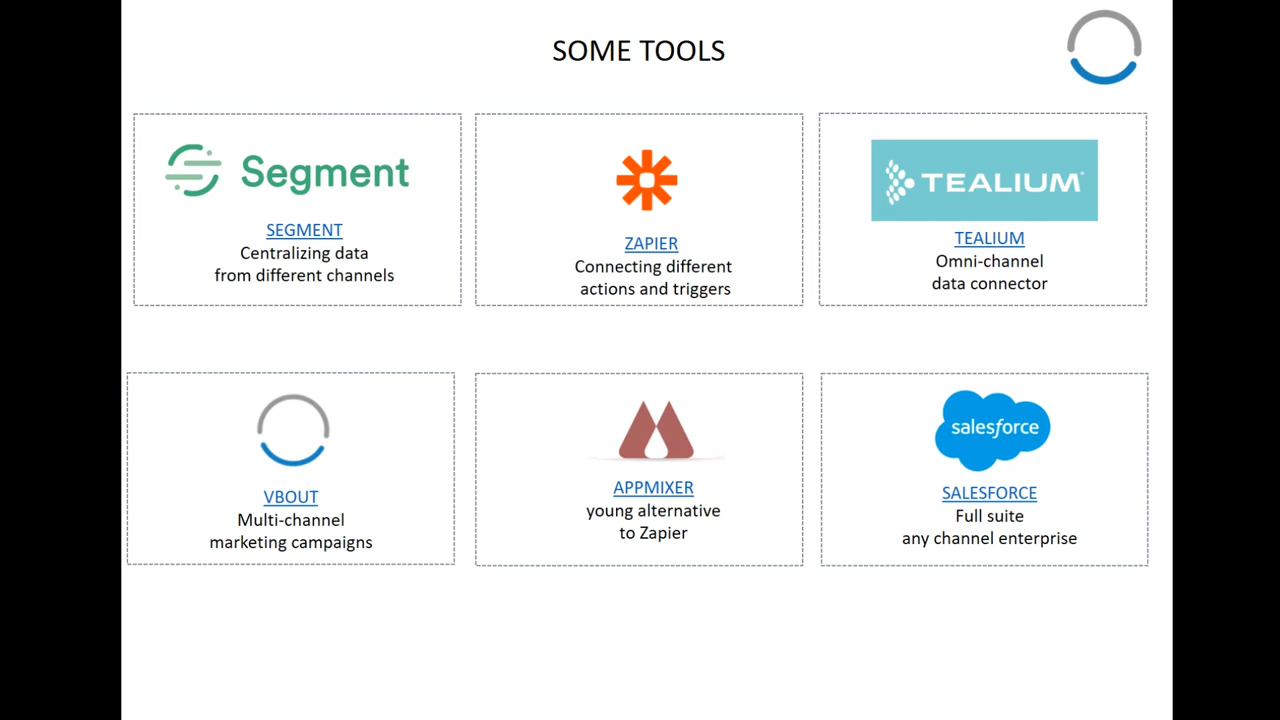 SOME TOOLS
Segment
SEGMENT
Centralizing data
from different channels
ZAPIER
Connecting different
actions and triggers
TEALIUM
TEALIUM
Omni-channel
data connector
VBOUT
Multi-channel
marketing campaigns
APPMIXER
young alternative
to Zapier
salesforce
SALESFORCE
Full suite
any channel enterprise